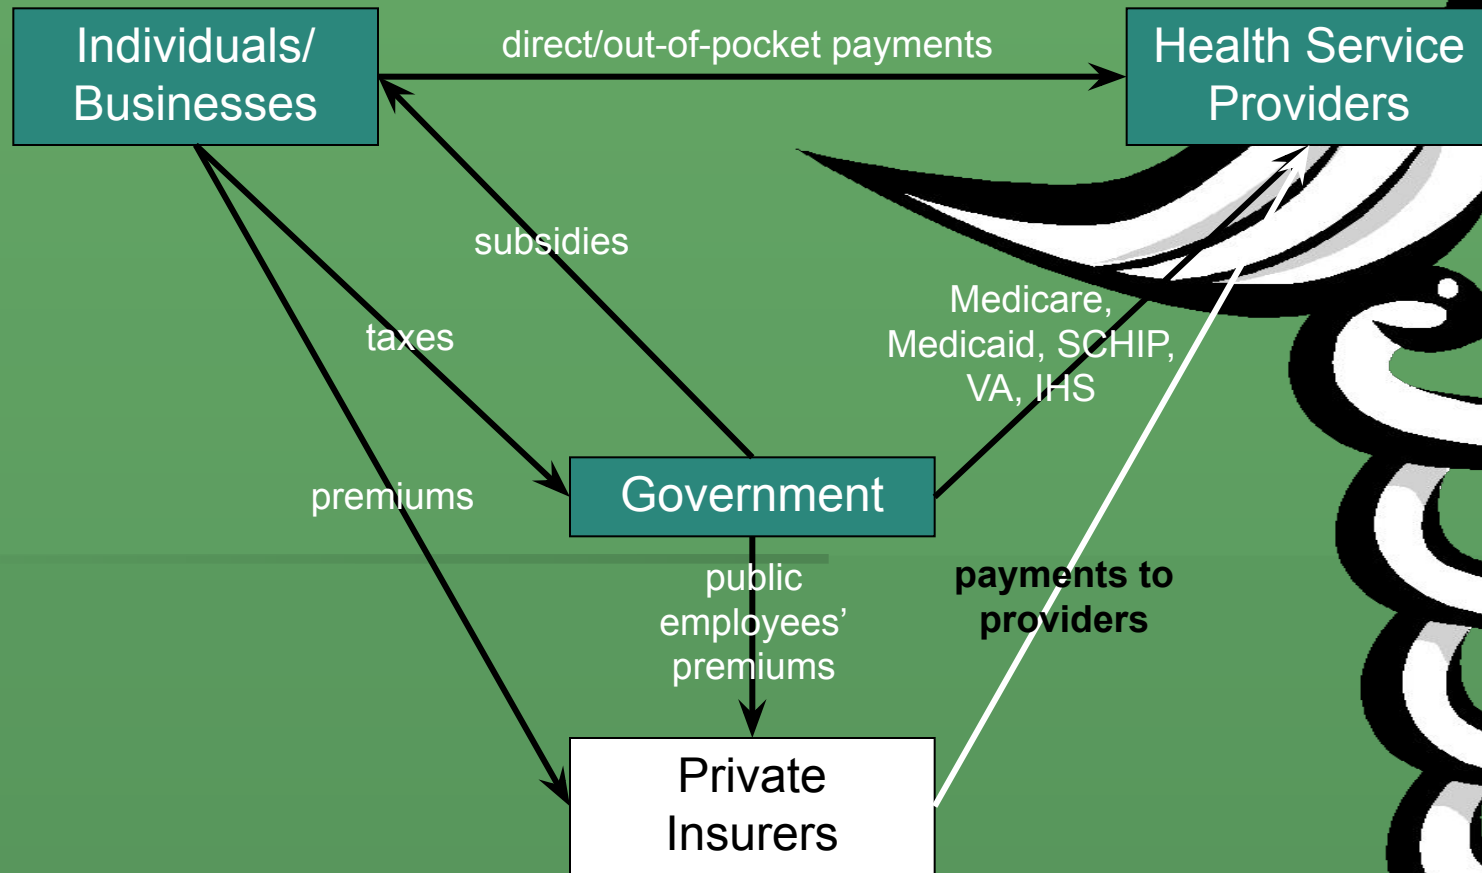 Individuals/
Businesses
direct/out-of-pocket payments
Health Service
Providers
subsidies
taxes
Medicare,
Medicaid, SCHIP,
VA, IHS
premiums
Government
public
employees’
premiums
payments to
providers
Private
Insurers